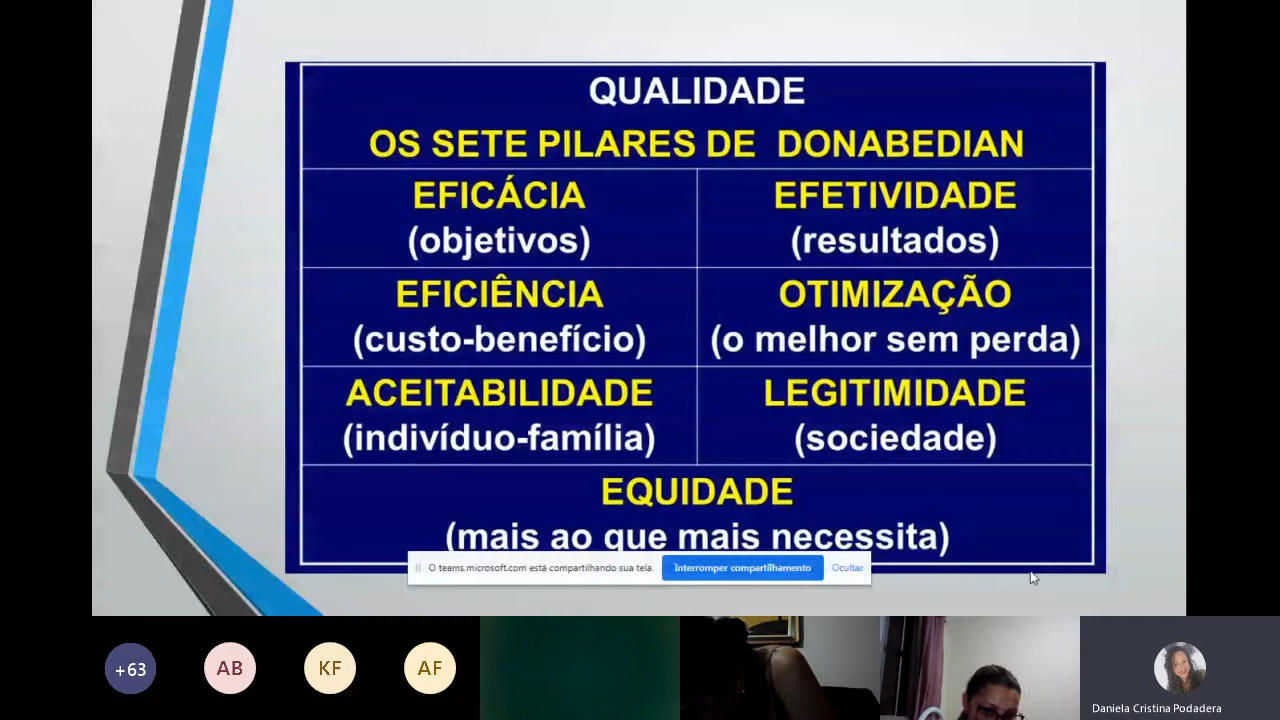 QUALIDADE
OS SETE PILARES DE DONABEDIAN
EFICÁCIA
(objetivos)
EFETIVIDADE
(resultados)
EFICIÊNCIA
(custo-benefício)
OTIMIZAÇÃO
(o melhor sem perda)
ACEITABILIDADE
(indivíduo-família)
LEGITIMIDADE
(sociedade)
EQUIDADE
(mais ao que mais necessita)
O teams.microsoft.com está compartilhando sua tela.
Interromper compartilhamento
Ocultar
+63
AB
KF
AF
Daniela Cristina Podadera